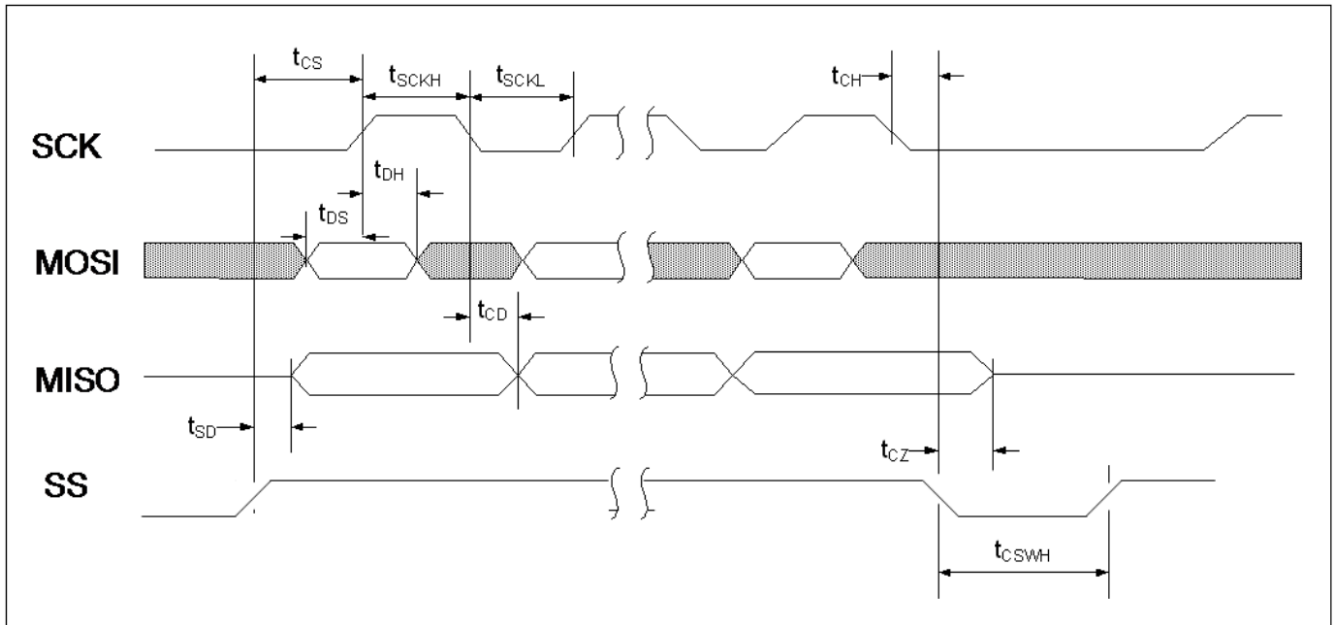 tCS
tSCKH
tSCKL
tCH
SCK
tDH
tDS
MOSI
tCD
MISO
tSD
tCZ
SS
tCSWH